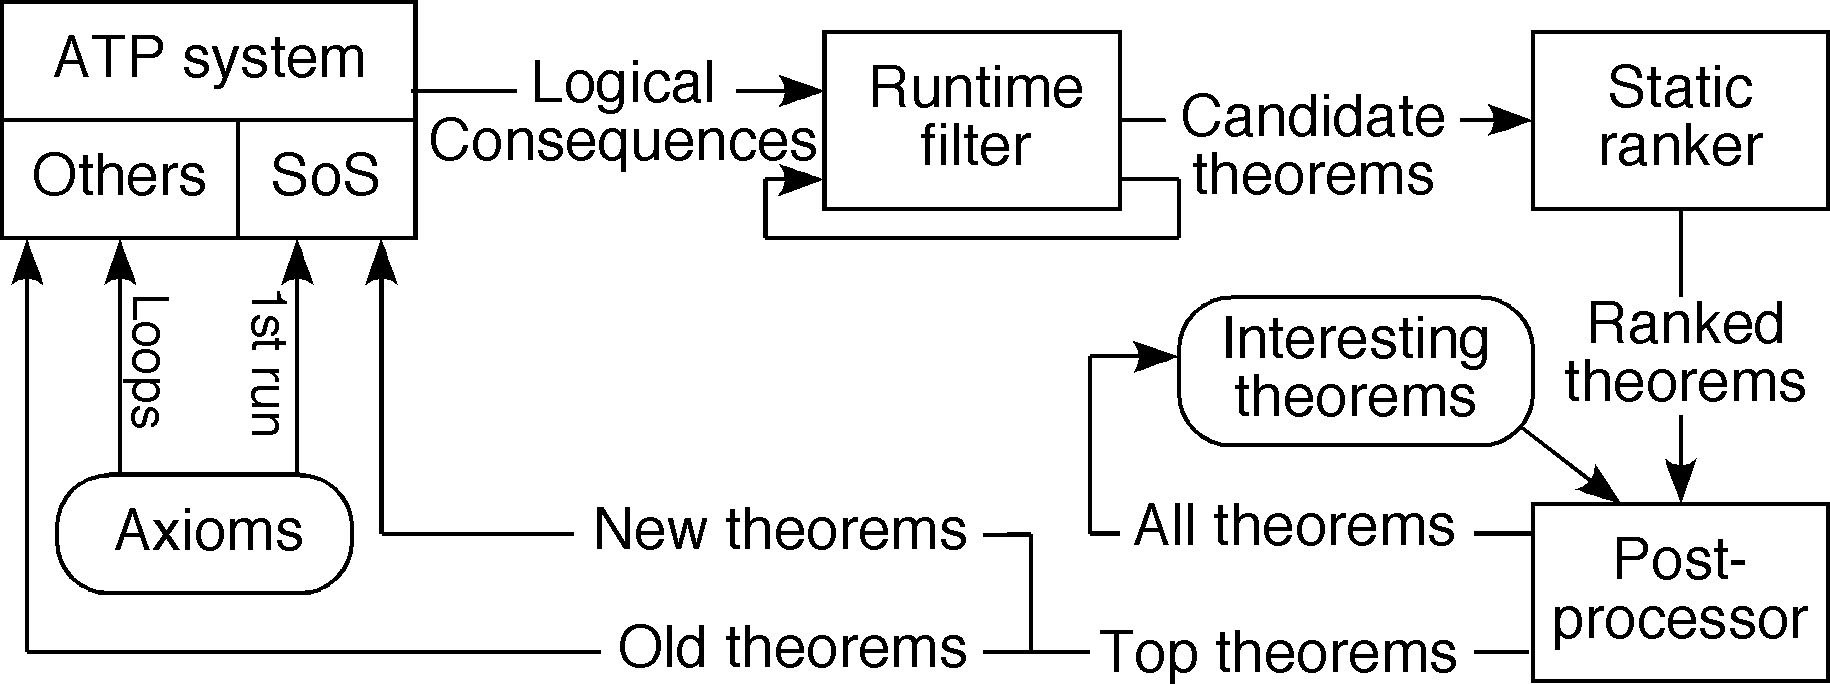 ATP system
Others
SoS
Logical
Consequences
Runtime
filter
Candidate
theorems
Static
ranker
Loops
1st run
Axioms
Interesting
theorems
Ranked
theorems
New theorems
All theorems
Post-
processor
Old theorems
Top theorems